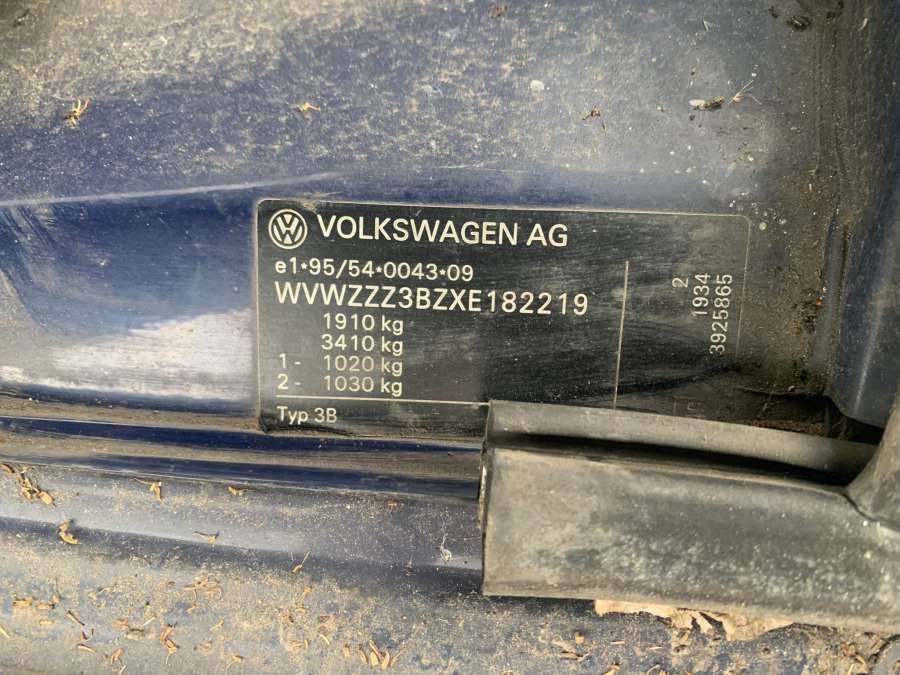 VOLKSWAGEN AG
e1*95/54*0043*09
WVWZZZ3BZXE182219
1910 kg
3410 kg
1- 1020 kg
2- 1030 kg
Typ 3B
2
1934
3925865